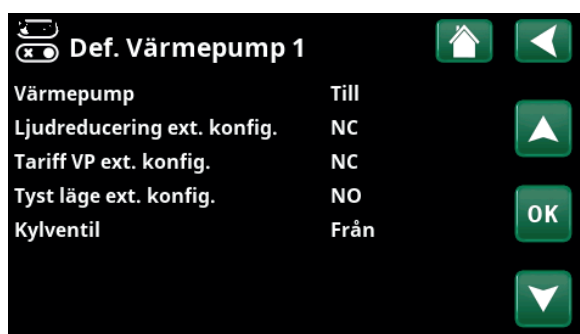 Def. Värmepump 1
Värmepump Till
Ljudreducering ext. konfig. NC
Tariff VP ext. konfig. NC
Tyst läge ext. konfig. NO
Kylventil Från
OK